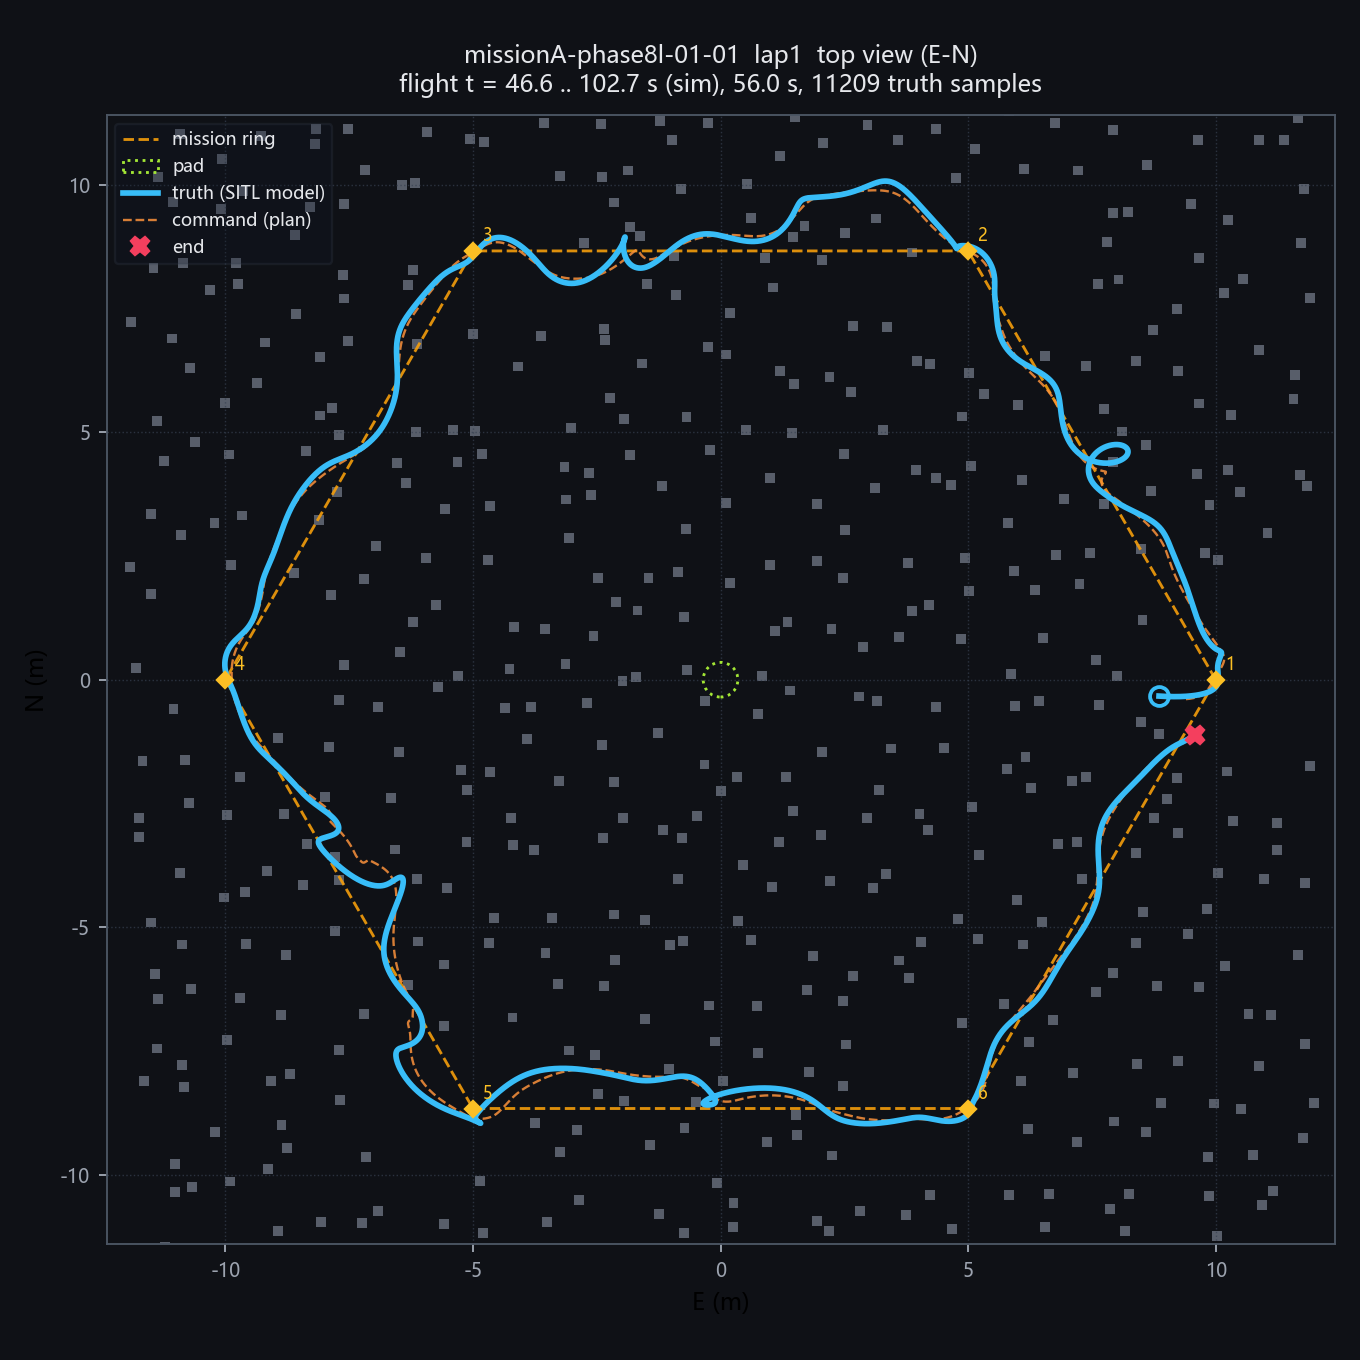 missionA-phase8l-01-01 lap1 top view (E-N)
flight t = 46.6 .. 102.7 s (sim), 56.0 s, 11209 truth samples
mission ring
pad
truth (SITL model)
command (plan)
end
3
2
4
1
5
6
10
5
0
-5
-10
N (m)
-10
-5
0
5
10
E (m)